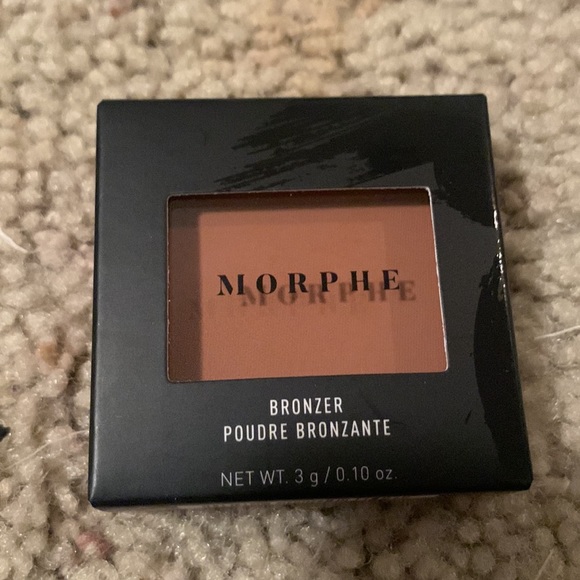 MORPHE
BRONZER
POUDRE BRONZANTE
NET WT. 3 g / 0.10 oz.